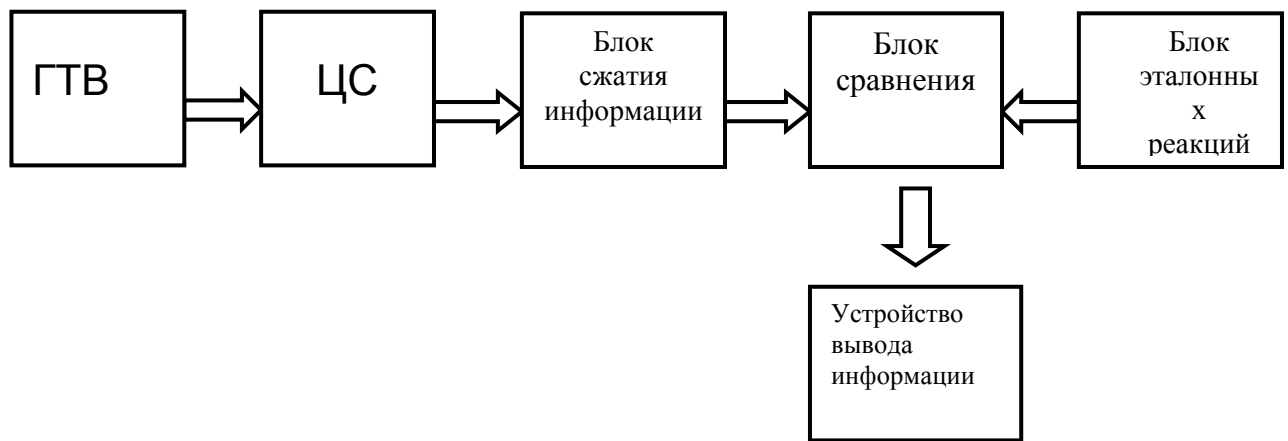 ГТВ
ЦС
Блок
сжатия
информации
Блок
сравнения
Блок
эталонны
х
реакций
Устройство
вывода
информации